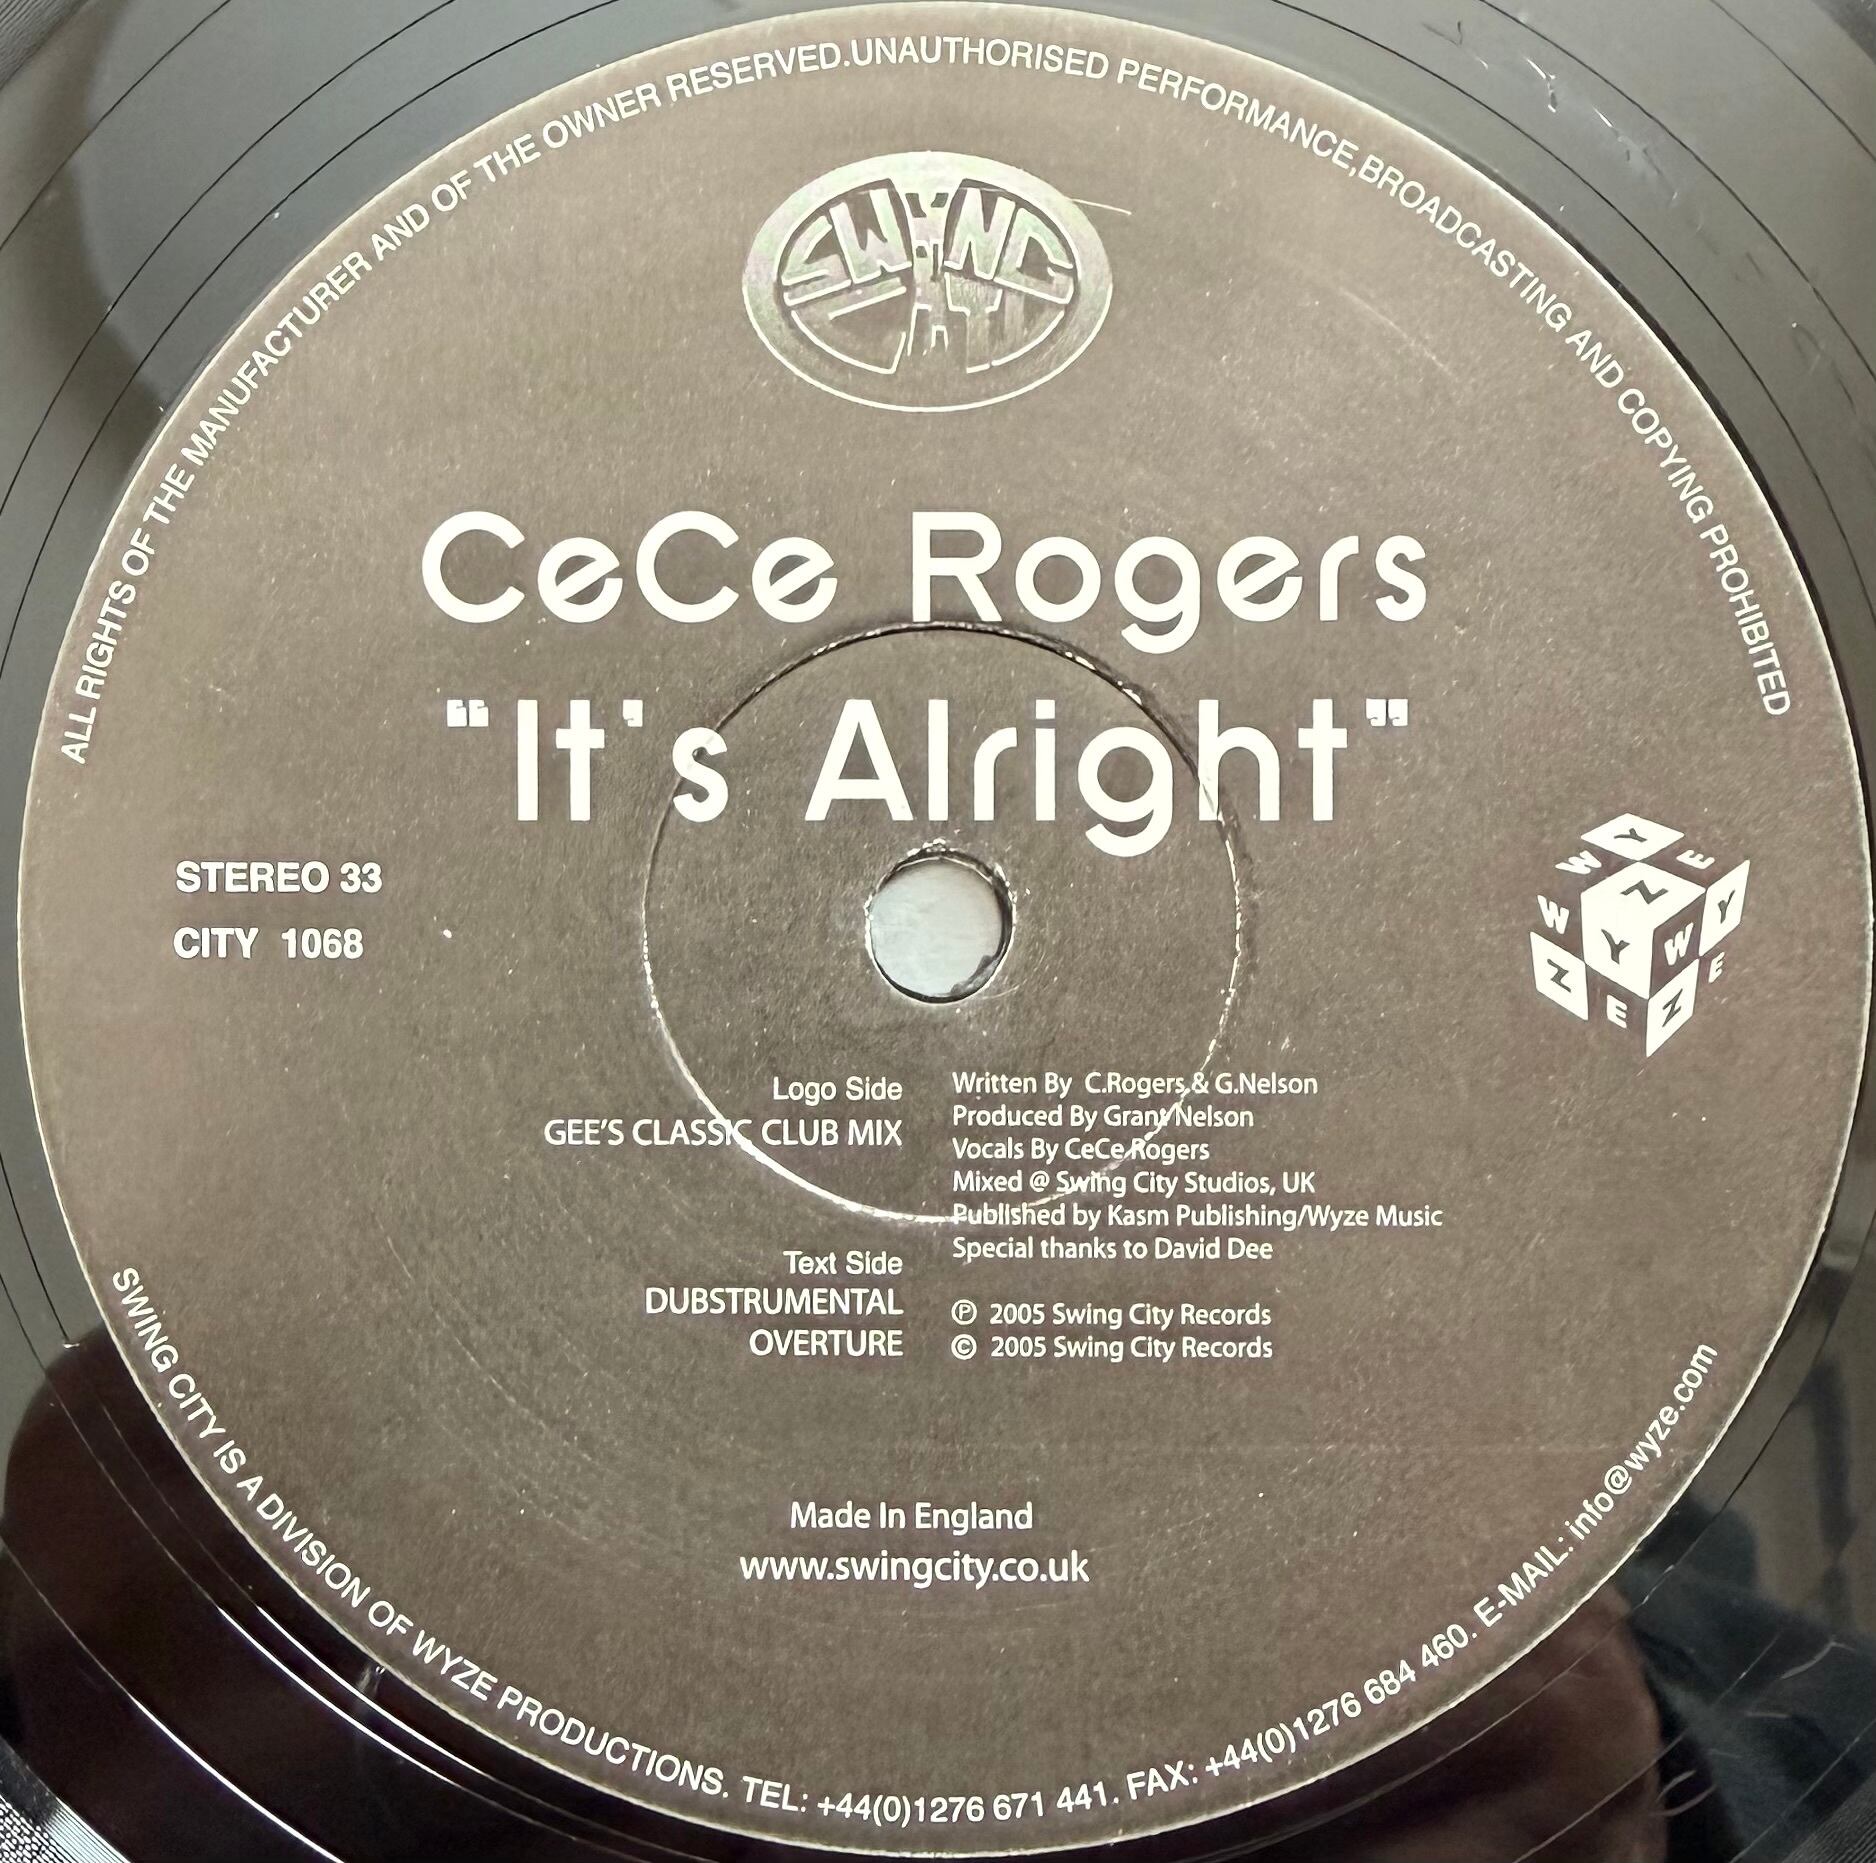 ALL RIGHTS OF THE MANUFACTURER AND OF THE OWNER RESERVED.UNAUTHORISED PERFORMANCE,BROADCASTING AND COPYING PROHIBITED
SWING
CITY
CeCe Rogers
"It's Alright"
STEREO 33
CITY 1068
W Y Z E
W Y W Y
Z E Z E
Logo Side
GEE'S CLASSIC CLUB MIX
Text Side
DUBSTRUMENTAL
OVERTURE
Written By C.Rogers & G.Nelson
Produced By Grant Nelson
Vocals By CeCe Rogers
Mixed @ Swing City Studios, UK
Published by Kasm Publishing/Wyze Music
Special thanks to David Dee
℗ 2005 Swing City Records
© 2005 Swing City Records
Made In England
www.swingcity.co.uk
SWING CITY IS A DIVISION OF WYZE PRODUCTIONS. TEL: +44(0)1276 671 441. FAX: +44(0)1276 684 460. E-MAIL: info@wyze.com